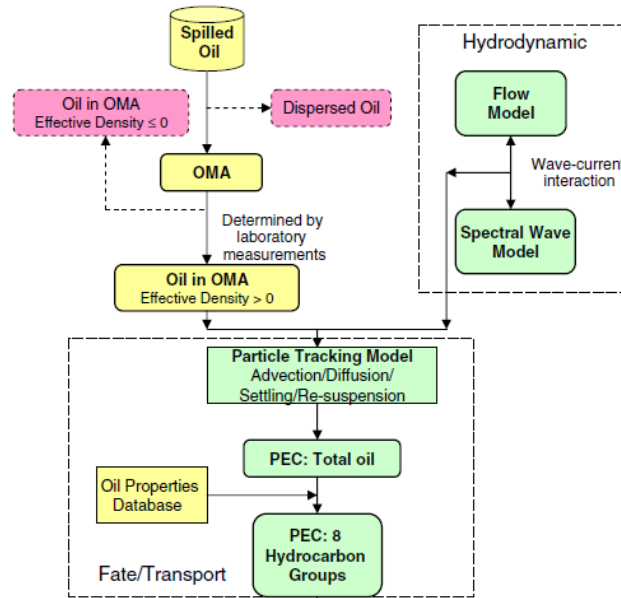 Spilled
Oil
Hydrodynamic
Oil in OMA
Effective Density ≤ 0
Dispersed Oil
Flow
Model
OMA
Wave-current
interaction
Determined by
laboratory
measurements
Spectral Wave
Model
Oil in OMA
Effective Density > 0
Particle Tracking Model
Advection/Diffusion/
Settling/Re-suspension
PEC: Total oil
Oil Properties
Database
PEC: 8
Hydrocarbon
Groups
Fate/Transport